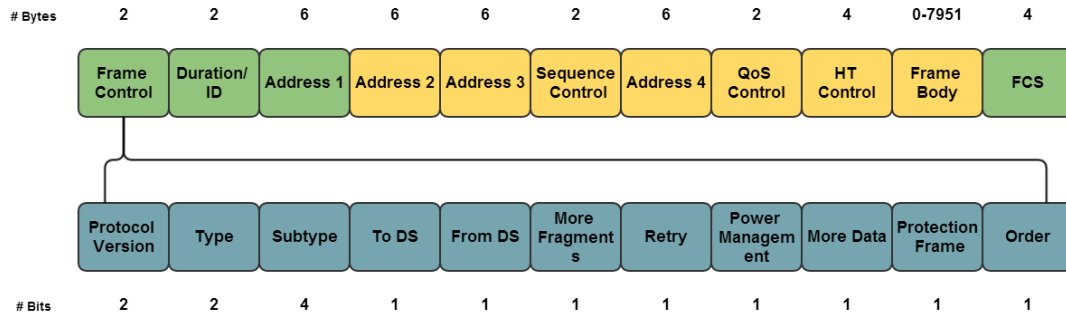 # Bytes 2 2 6 6 6 2 6 2 4 0-7951 4
Frame Control
Duration/ ID
Address 1
Address 2
Address 3
Sequence Control
Address 4
QoS Control
HT Control
Frame Body
FCS
Protocol Version
Type
Subtype
To DS
From DS
More Fragment s
Retry
Power Managem ent
More Data
Protection Frame
Order
# Bits 2 2 4 1 1 1 1 1 1 1 1